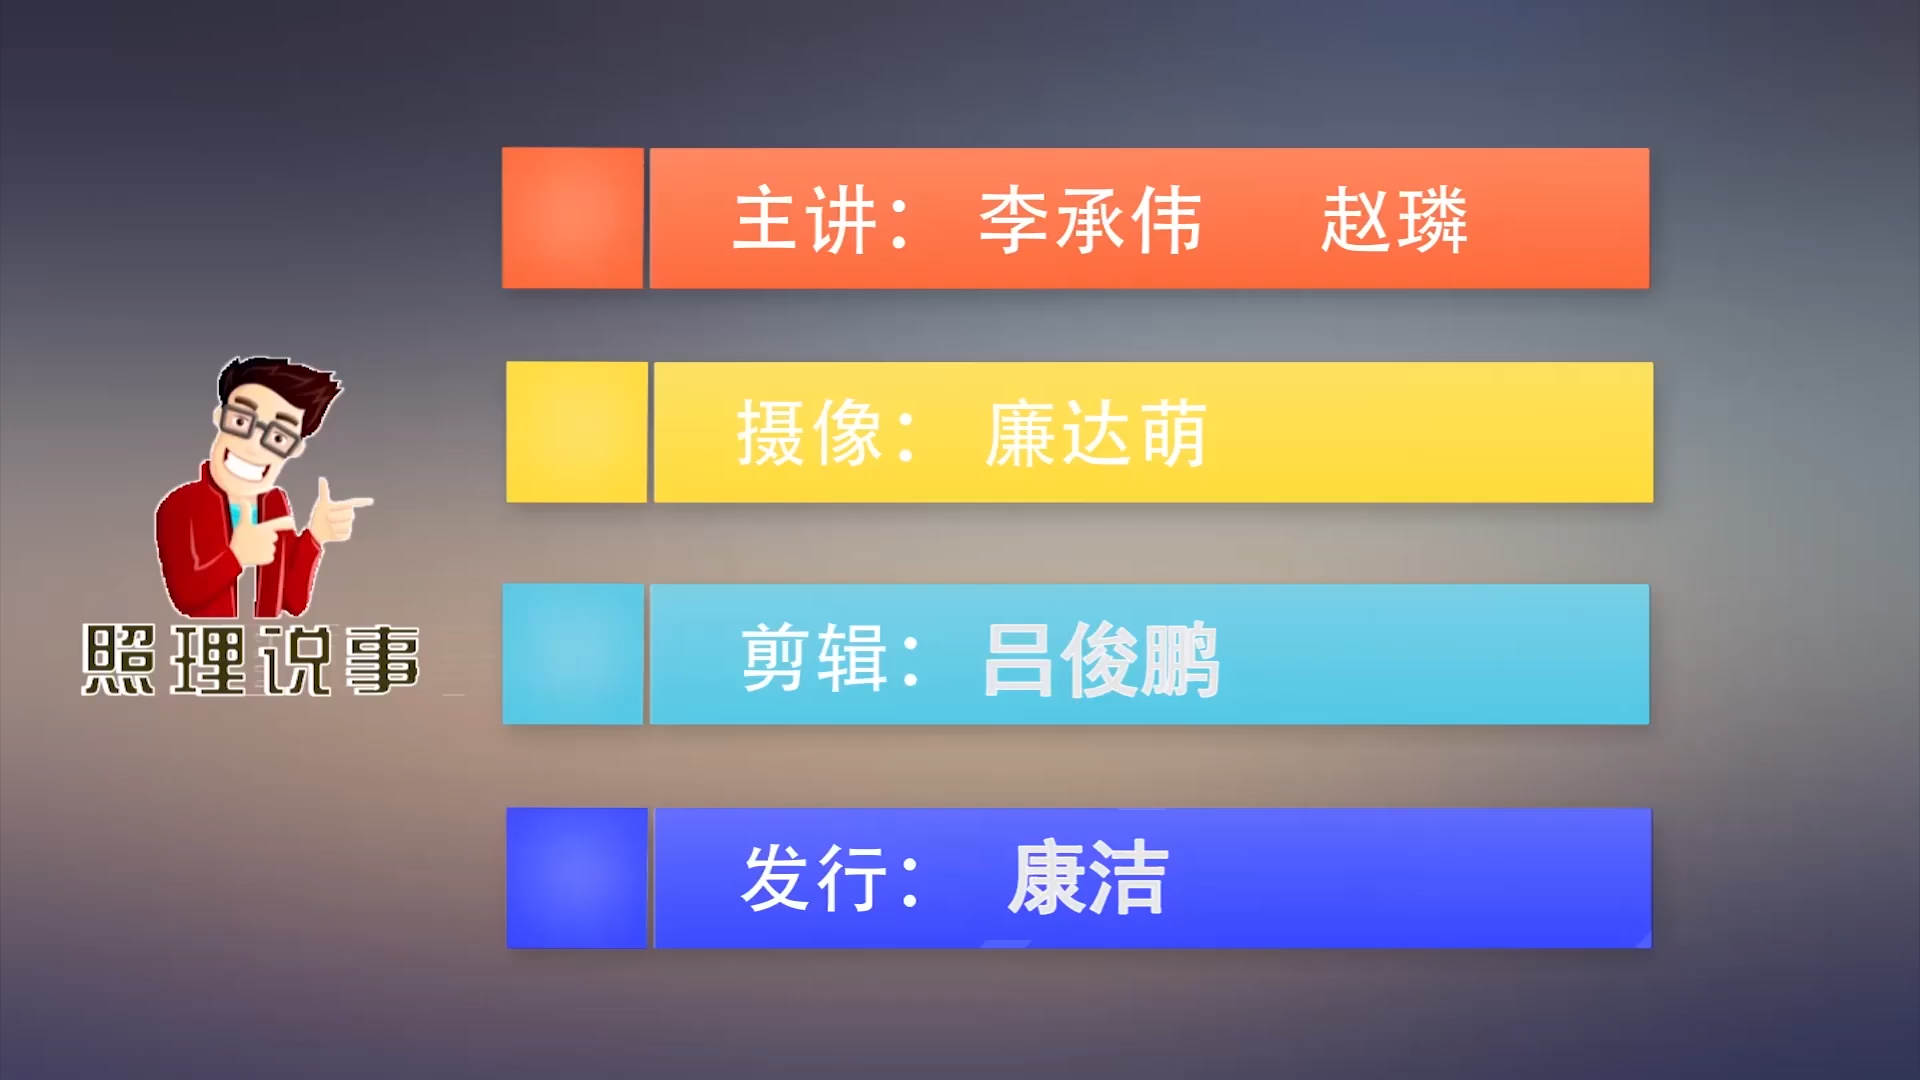 主讲： 李承伟 赵璘
摄像： 廉达萌
剪辑： 吕俊鹏
照理说事
发行： 康洁